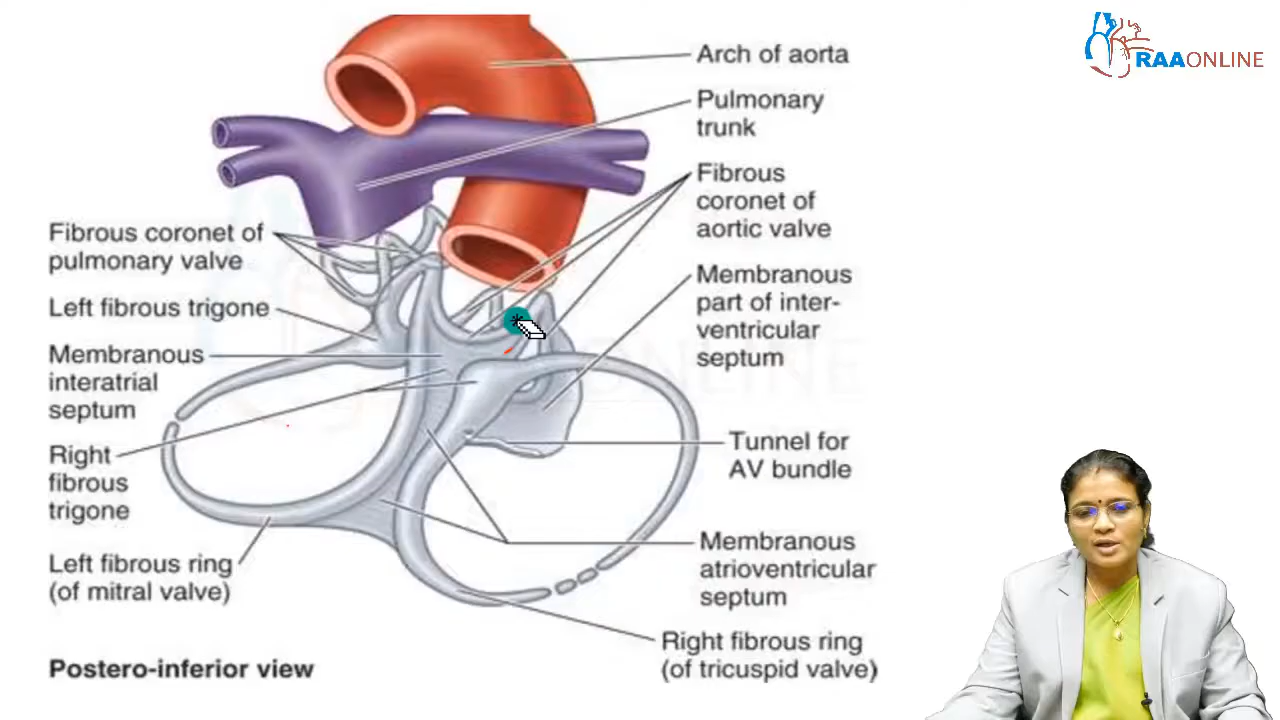 RAAONLINE
Arch of aorta
Pulmonary
trunk
Fibrous
coronet of
aortic valve
Fibrous coronet of
pulmonary valve
Membranous
part of inter-
ventricular
septum
Left fibrous trigone
Membranous
interatrial
septum
Right
fibrous
trigone
Tunnel for
AV bundle
Left fibrous ring
(of mitral valve)
Membranous
atrioventricular
septum
Right fibrous ring
(of tricuspid valve)
Postero-inferior view
ONLINE